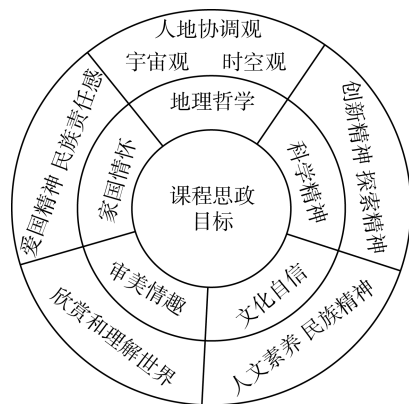 人地协调观
宇宙观 时空观
地理哲学
爱国精神 民族责任感
家国情怀
科学精神
创新精神 探索精神
课程思政
目标
审美情趣
文化自信
欣赏和理解世界
人文素养 民族精神